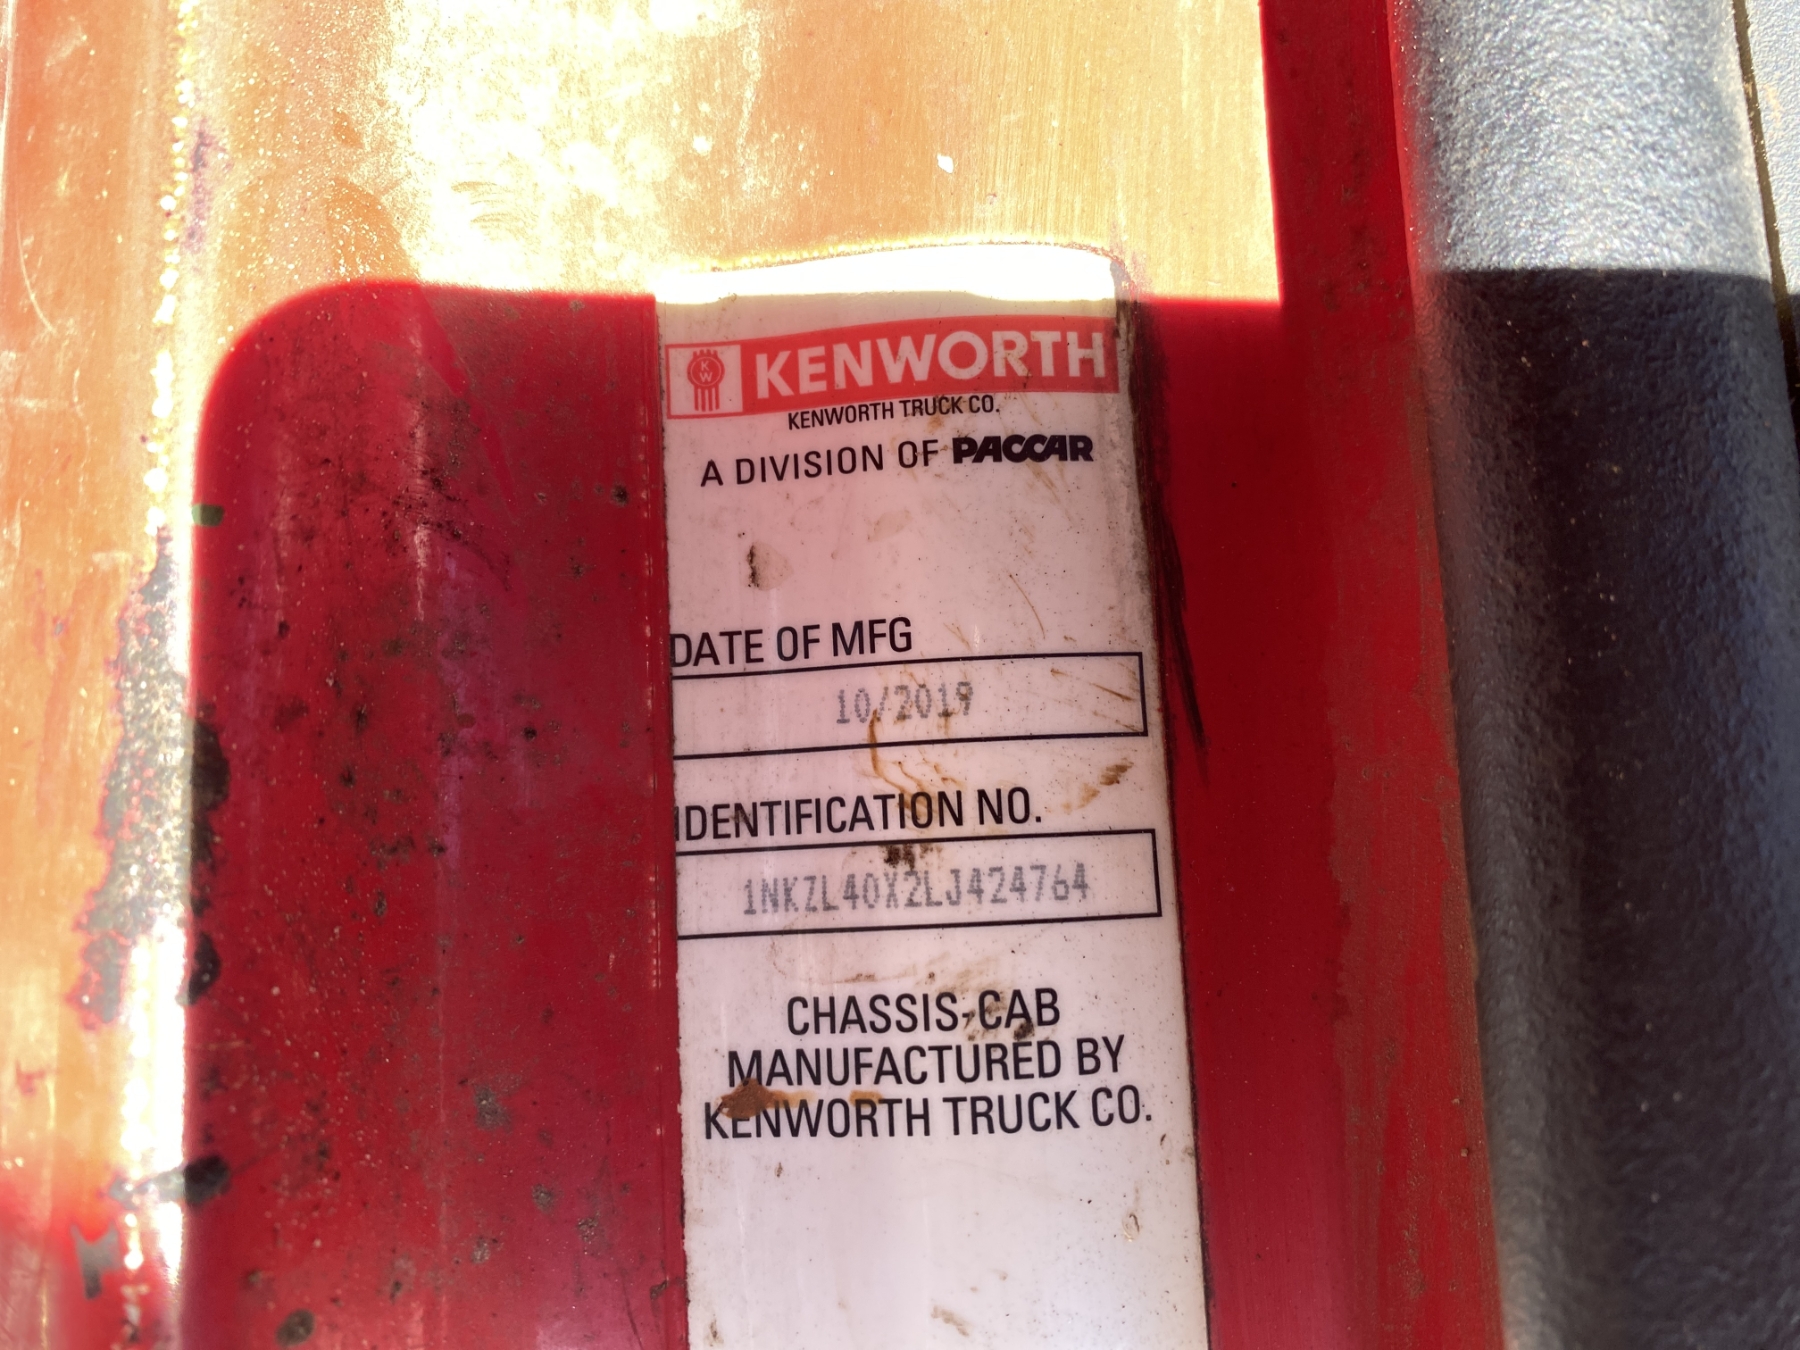 KW KENWORTH
KENWORTH TRUCK CO.
A DIVISION OF PACCAR
DATE OF MFG
10/2019
IDENTIFICATION NO.
1NKZL40X2LJ424764
CHASSIS-CAB
MANUFACTURED BY
KENWORTH TRUCK CO.